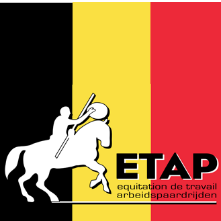 ETAP
equitation de travail
arbeidspaardrijden